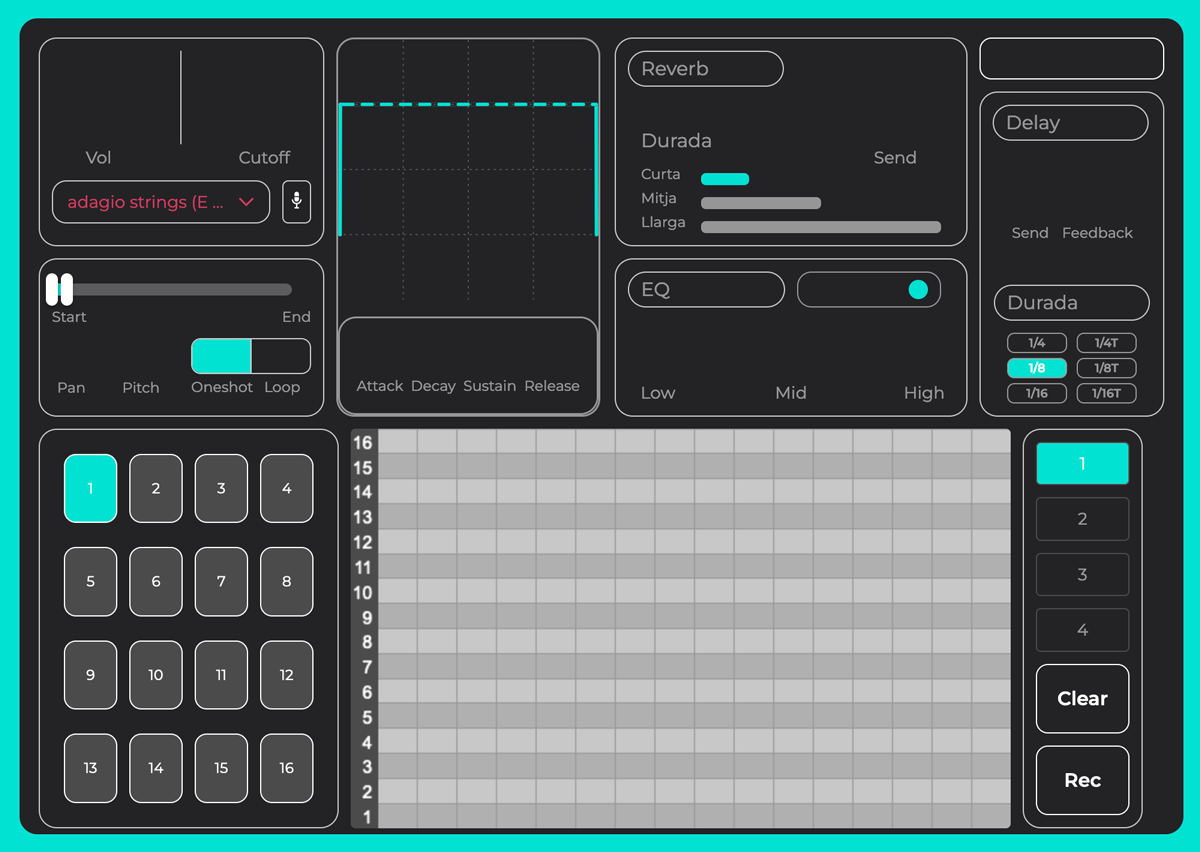 Vol
Cutoff
adagio strings (E ...
Start
End
Pan
Pitch
Oneshot
Loop
Attack Decay Sustain Release
Reverb
Durada
Curta
Mitja
Llarga
Send
EQ
Low
Mid
High
Delay
Send Feedback
Durada
1/4 1/4T
1/8 1/8T
1/16 1/16T
1 2 3 4
5 6 7 8
9 10 11 12
13 14 15 16
16
15
14
13
12
11
10
9
8
7
6
5
4
3
2
1
1
2
3
4
Clear
Rec